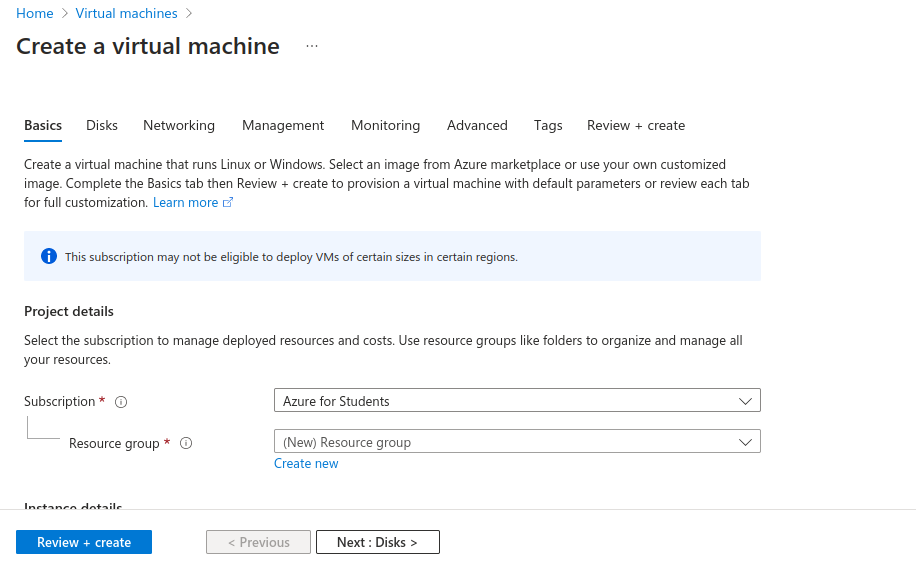 Home > Virtual machines >
Create a virtual machine ...
Basics Disks Networking Management Monitoring Advanced Tags Review + create
Create a virtual machine that runs Linux or Windows. Select an image from Azure marketplace or use your own customized
image. Complete the Basics tab then Review + create to provision a virtual machine with default parameters or review each tab
for full customization. Learn more
This subscription may not be eligible to deploy VMs of certain sizes in certain regions.
Project details
Select the subscription to manage deployed resources and costs. Use resource groups like folders to organize and manage all
your resources.
Subscription * Azure for Students
Resource group * (New) Resource group
Create new
Instance details
Review + create < Previous Next : Disks >